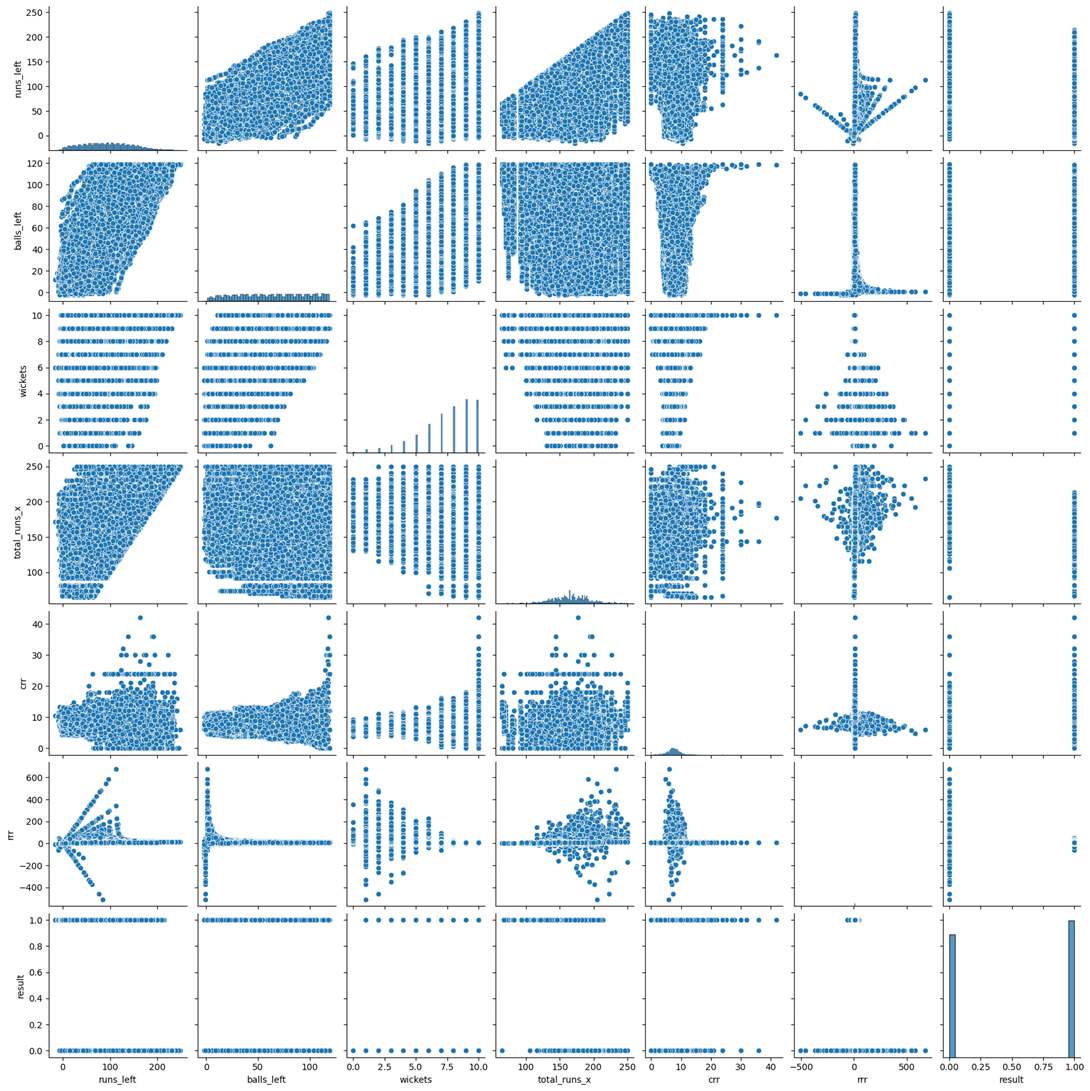 250
200
150
100
50
0
runs_left
120
100
80
60
40
20
0
balls_left
10
8
6
4
2
0
wickets
250
200
150
100
total_runs_x
40
30
20
10
0
crr
600
400
200
0
−200
−400
rrr
1.0
0.8
0.6
0.4
0.2
0.0
result
0 100 200
0 50 100
0.0 2.5 5.0 7.5 10.0
100 150 200 250
0 20 40
−500 0 500
0.00 0.25 0.50 0.75 1.00
runs_left balls_left wickets total_runs_x crr rrr result